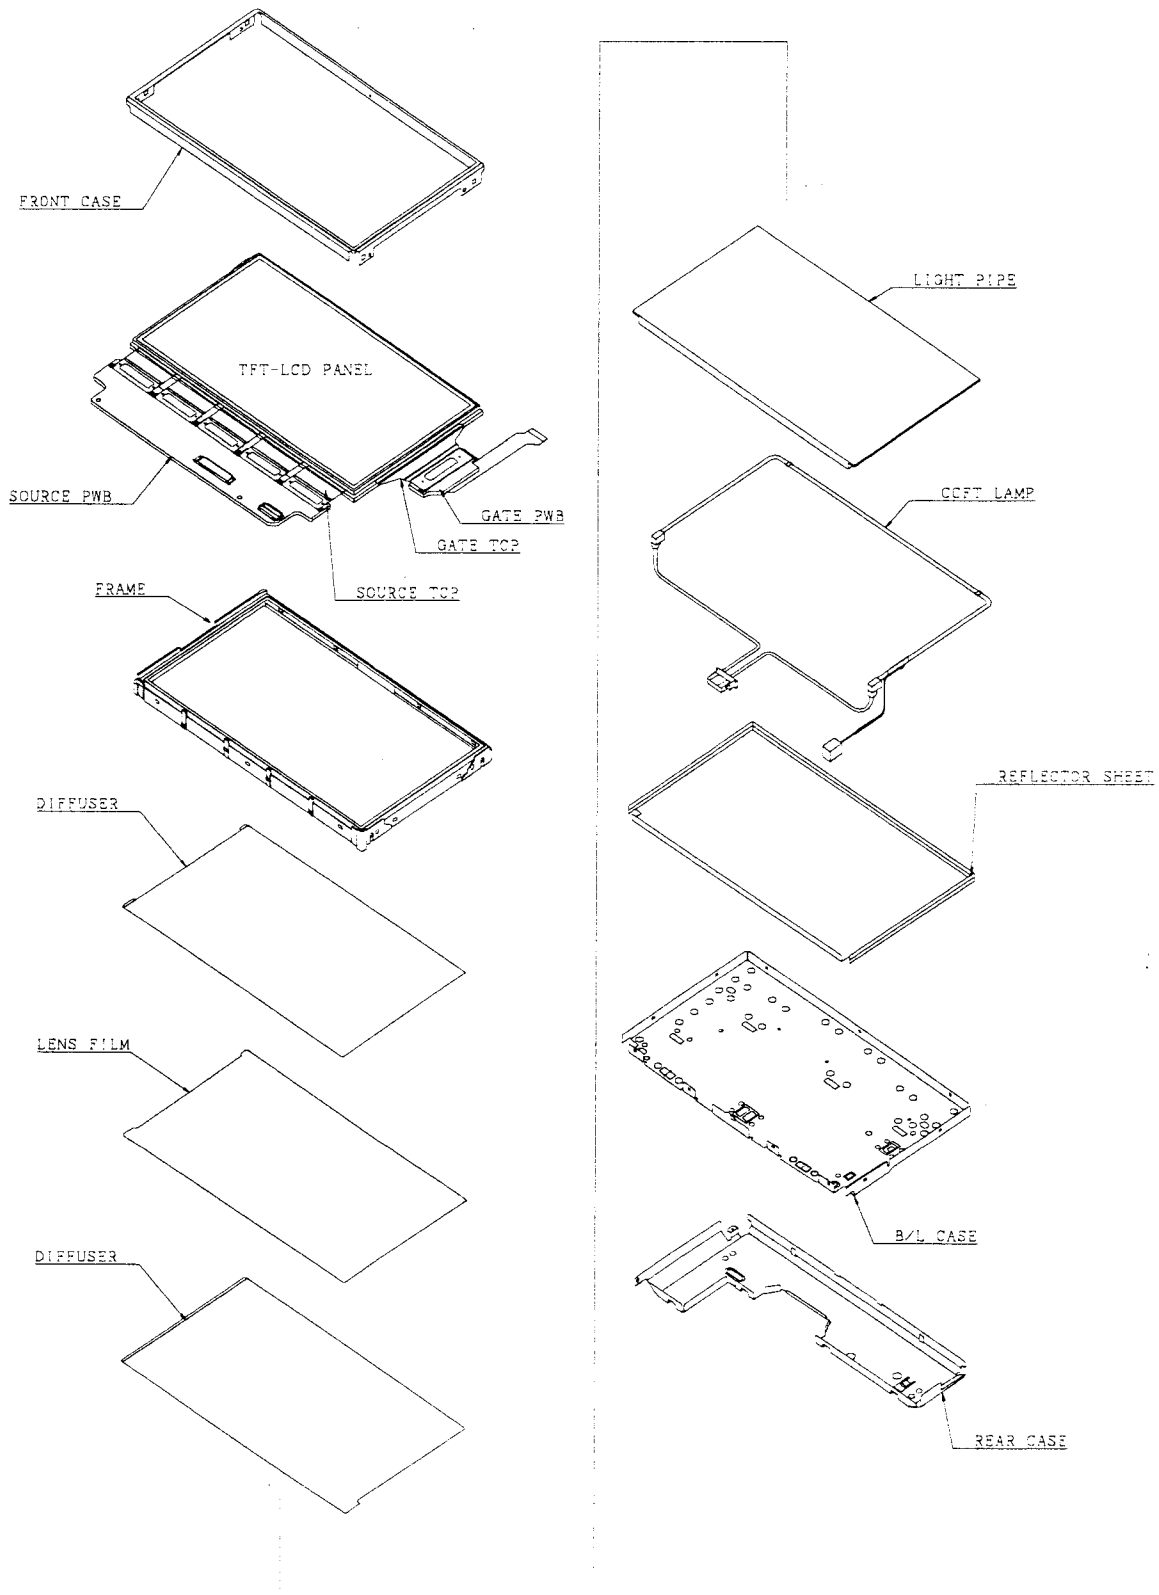 FRONT CASE
TFT-LCD PANEL
SOURCE PWB
GATE PWB
GATE TCP
SOURCE TCP
FRAME
DIFFUSER
LENS FILM
DIFFUSER
LIGHT PIPE
CCFT LAMP
REFLECTOR SHEET
B/L CASE
REAR CASE